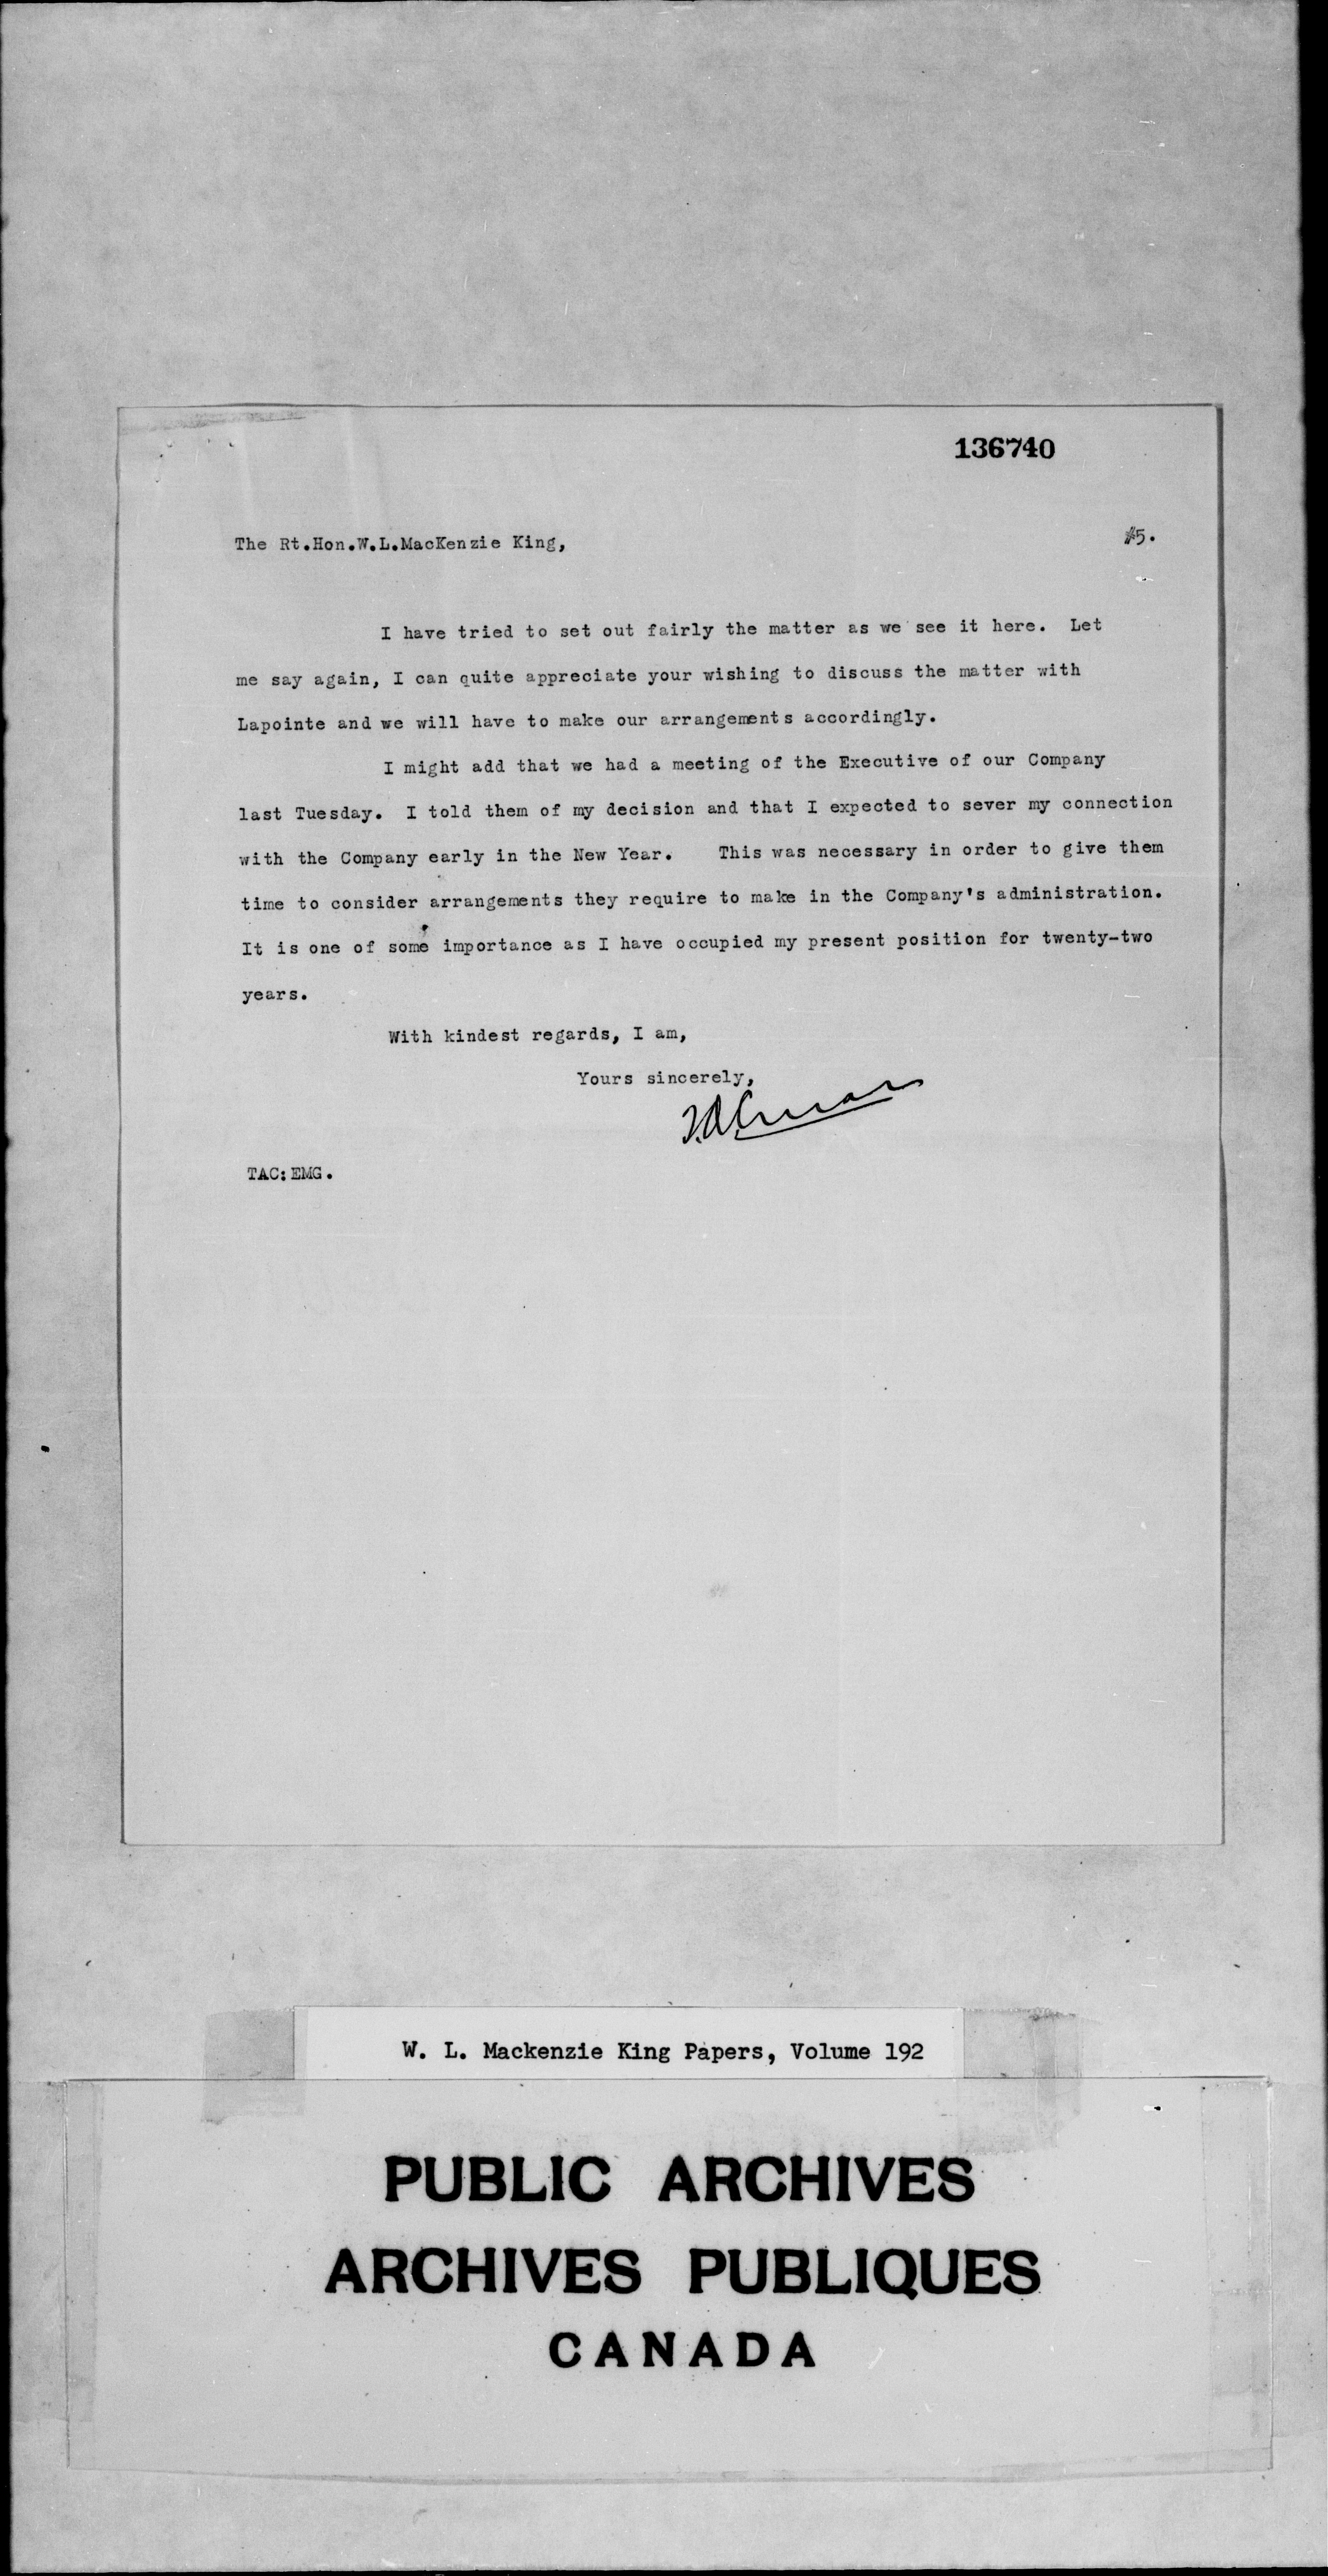 136740
The Rt.Hon.W.L.MacKenzie King,
#5.
I have tried to set out fairly the matter as we see it here. Let
me say again, I can quite appreciate your wishing to discuss the matter with
Lapointe and we will have to make our arrangements accordingly.
I might add that we had a meeting of the Executive of our Company
last Tuesday. I told them of my decision and that I expected to sever my connection
with the Company early in the New Year. This was necessary in order to give them
time to consider arrangements they require to make in the Company's administration.
It is one of some importance as I have occupied my present position for twenty-two
years.
With kindest regards, I am,
Yours sincerely,
T.A.Crerar
TAC:EMG.
W. L. Mackenzie King Papers, Volume 192
PUBLIC ARCHIVES
ARCHIVES PUBLIQUES
CANADA